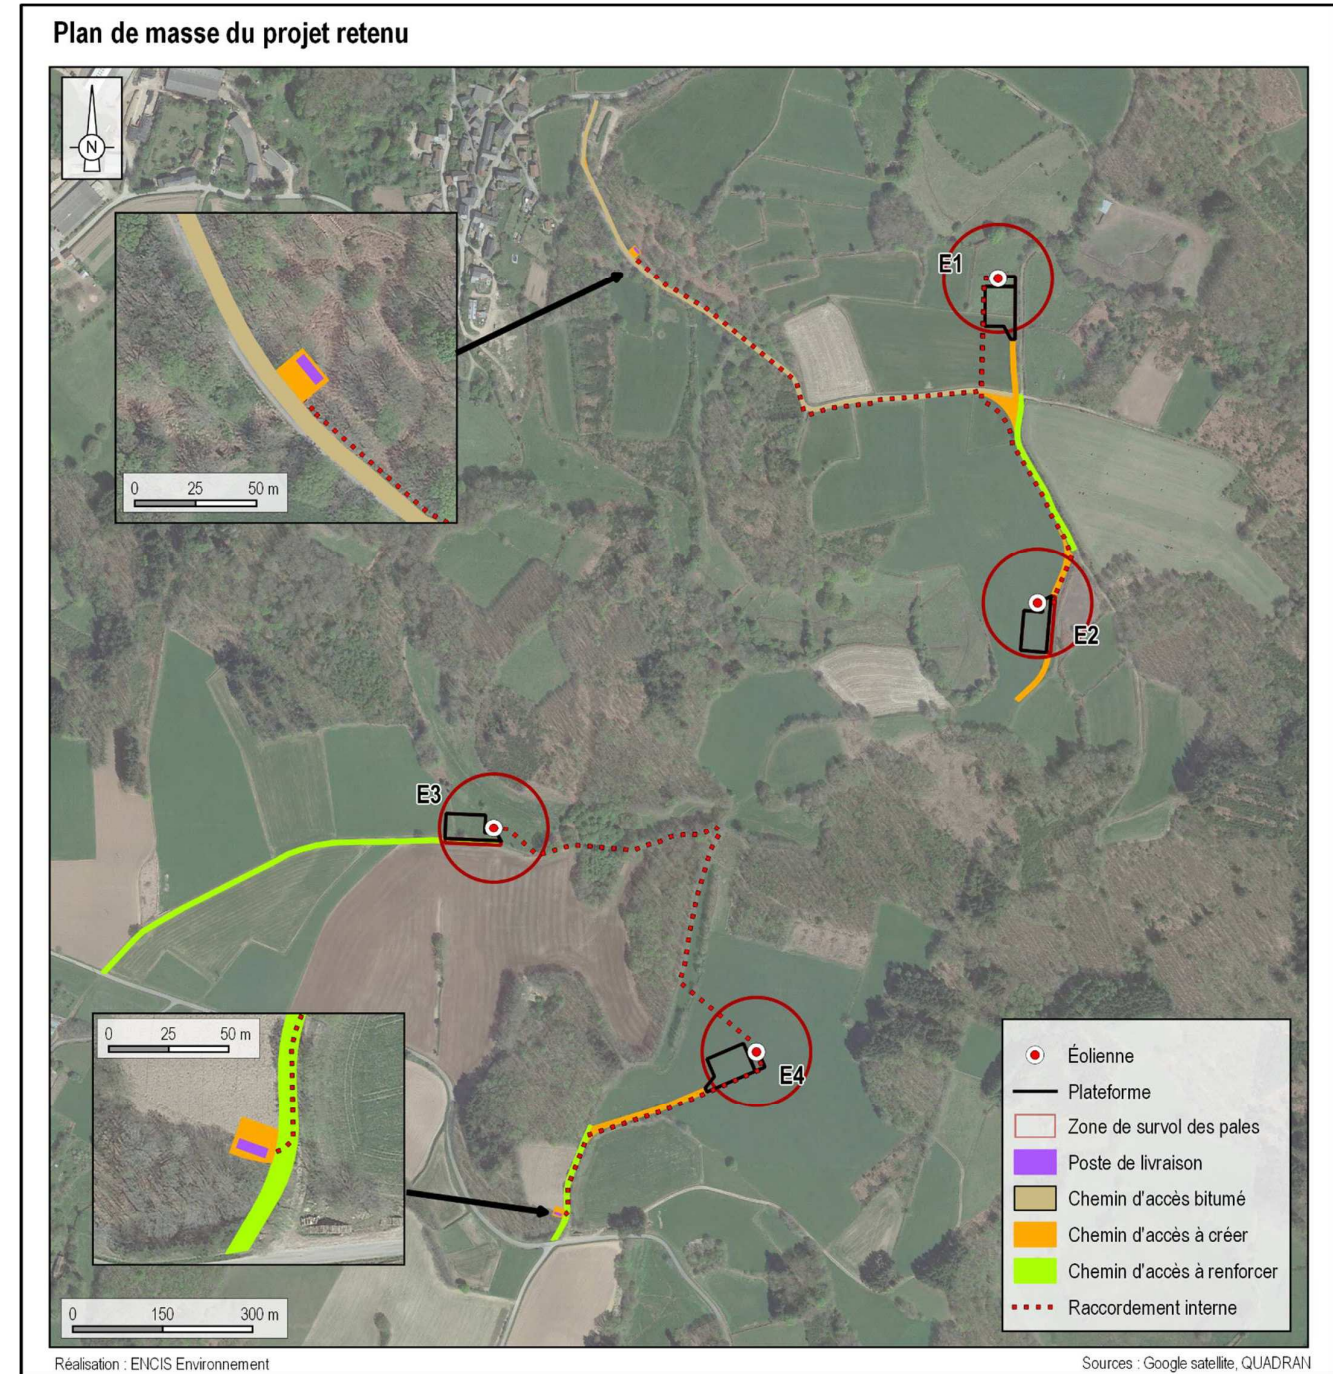 Plan de masse du projet retenu
N
E1
0 25 50 m
E2
E3
0 25 50 m
E4
Éolienne
Plateforme
Zone de survol des pales
Poste de livraison
Chemin d'accès bitumé
Chemin d'accès à créer
Chemin d'accès à renforcer
Raccordement interne
0 150 300 m
Réalisation : ENCIS Environnement
Sources : Google satellite, QUADRAN